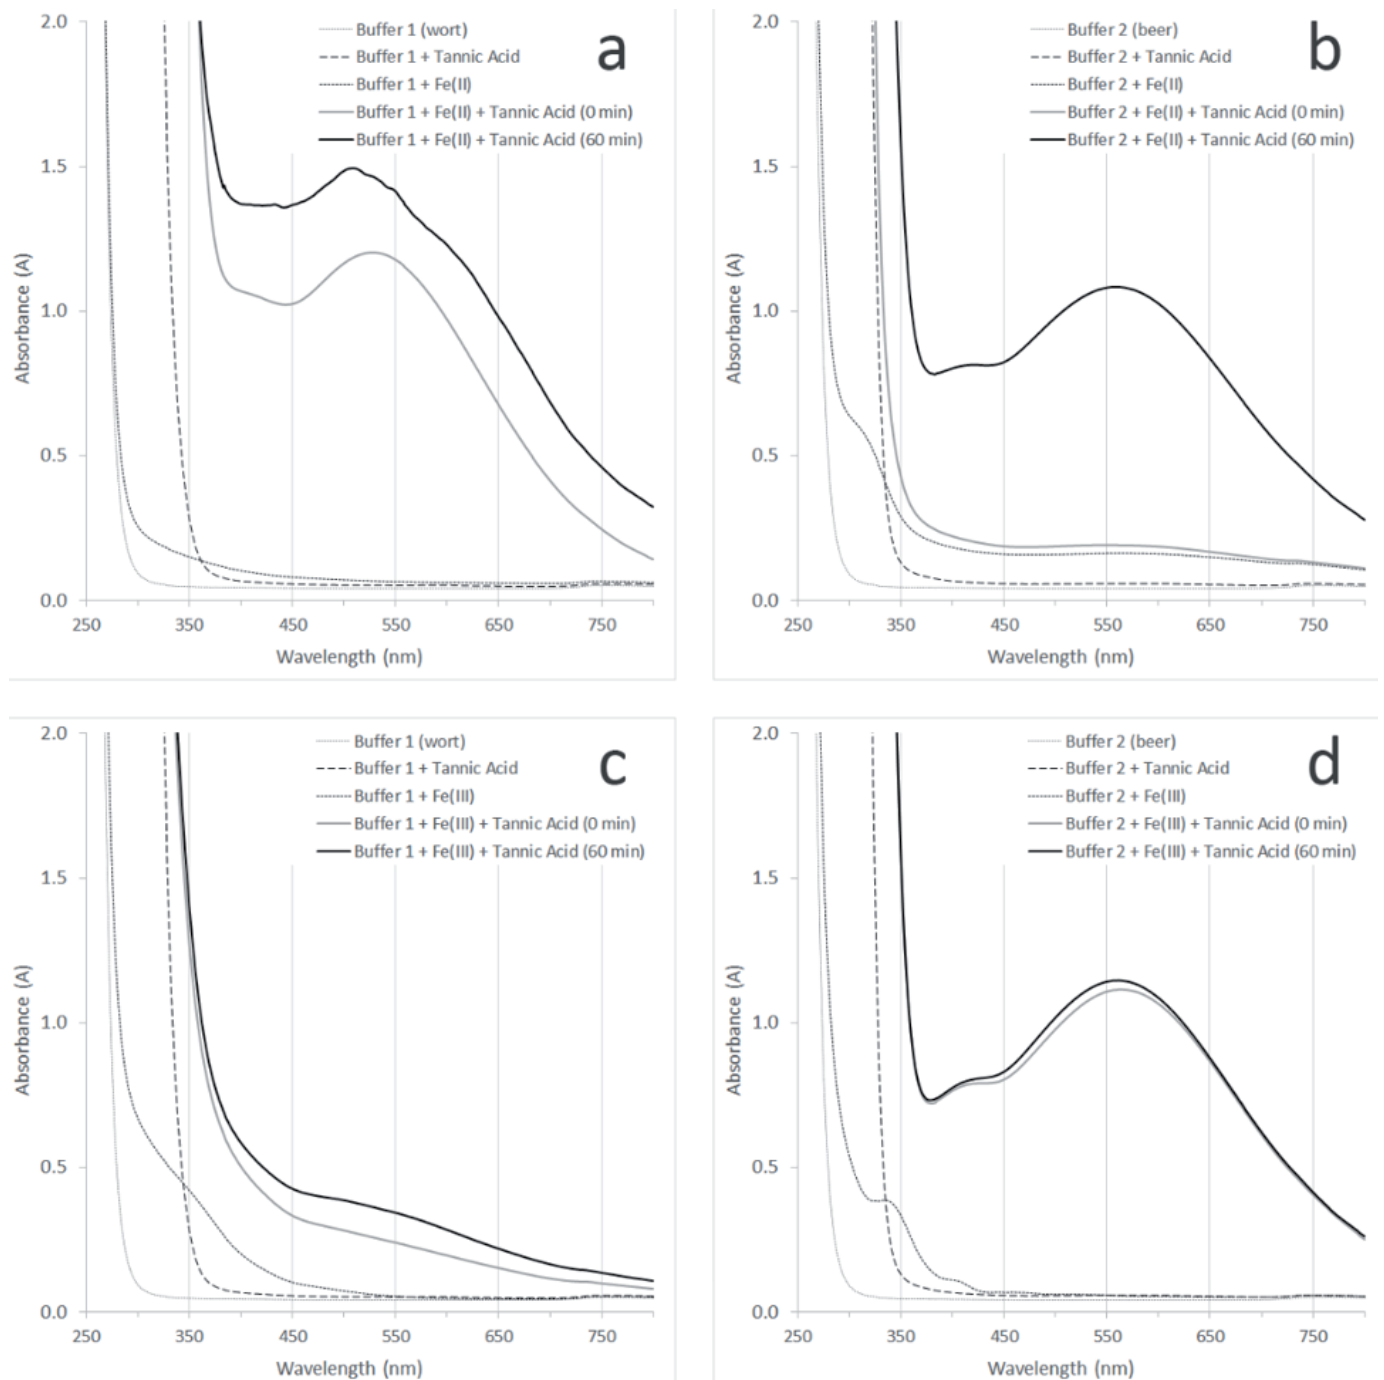 2.0
Buffer 1 (wort)
a
Buffer 1 + Tannic Acid
Buffer 1 + Fe(II)
Buffer 1 + Fe(II) + Tannic Acid (0 min)
Buffer 1 + Fe(II) + Tannic Acid (60 min)
1.5
1.0
0.5
0.0
Absorbance (A)
250 350 450 550 650 750
Wavelength (nm)
2.0
Buffer 2 (beer)
b
Buffer 2 + Tannic Acid
Buffer 2 + Fe(II)
Buffer 2 + Fe(II) + Tannic Acid (0 min)
Buffer 2 + Fe(II) + Tannic Acid (60 min)
1.5
1.0
0.5
0.0
Absorbance (A)
250 350 450 550 650 750
Wavelength (nm)
2.0
Buffer 1 (wort)
c
Buffer 1 + Tannic Acid
Buffer 1 + Fe(III)
Buffer 1 + Fe(III) + Tannic Acid (0 min)
Buffer 1 + Fe(III) + Tannic Acid (60 min)
1.5
1.0
0.5
0.0
Absorbance (A)
250 350 450 550 650 750
Wavelength (nm)
2.0
Buffer 2 (beer)
d
Buffer 2 + Tannic Acid
Buffer 2 + Fe(III)
Buffer 2 + Fe(III) + Tannic Acid (0 min)
Buffer 2 + Fe(III) + Tannic Acid (60 min)
1.5
1.0
0.5
0.0
Absorbance (A)
250 350 450 550 650 750
Wavelength (nm)